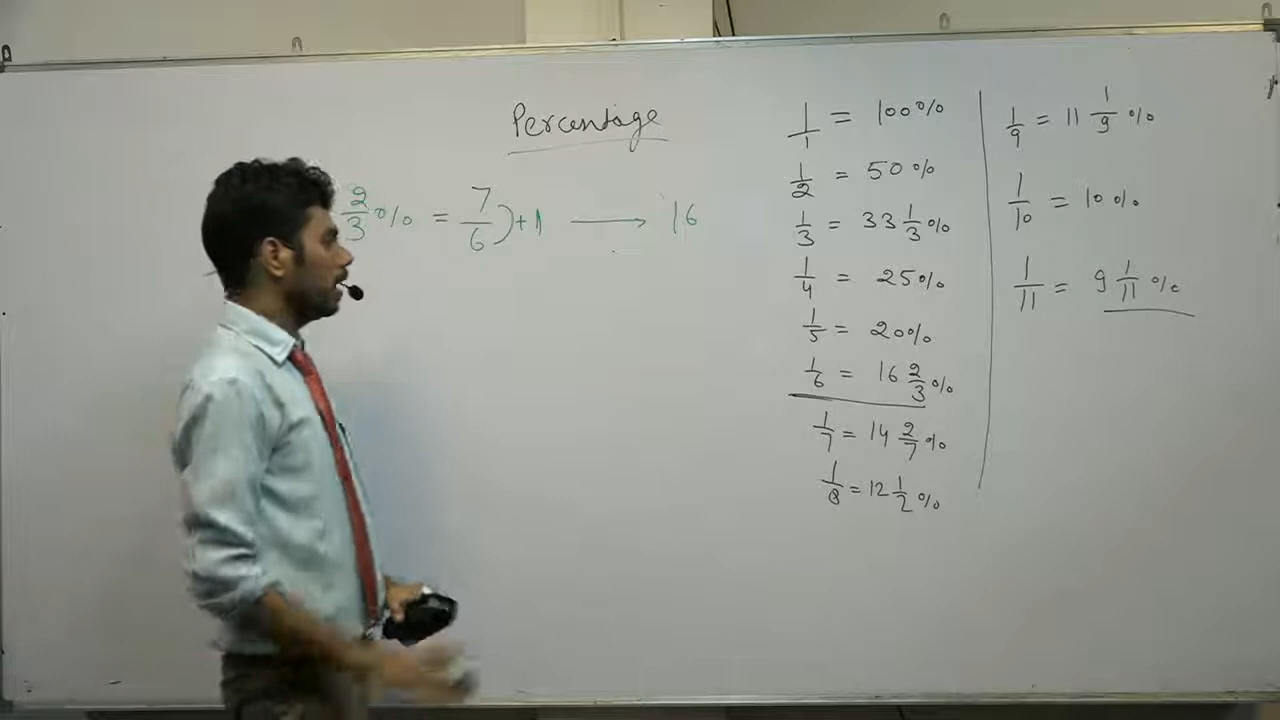 Percentage
2/3% = 7/6) + 1 ⟶ 16
1/1 = 100%
1/2 = 50%
1/3 = 33 1/3%
1/4 = 25%
1/5 = 20%
1/6 = 16 2/3%
1/7 = 14 2/7%
1/8 = 12 1/2%
1/9 = 11 1/9%
1/10 = 10%
1/11 = 9 1/11%